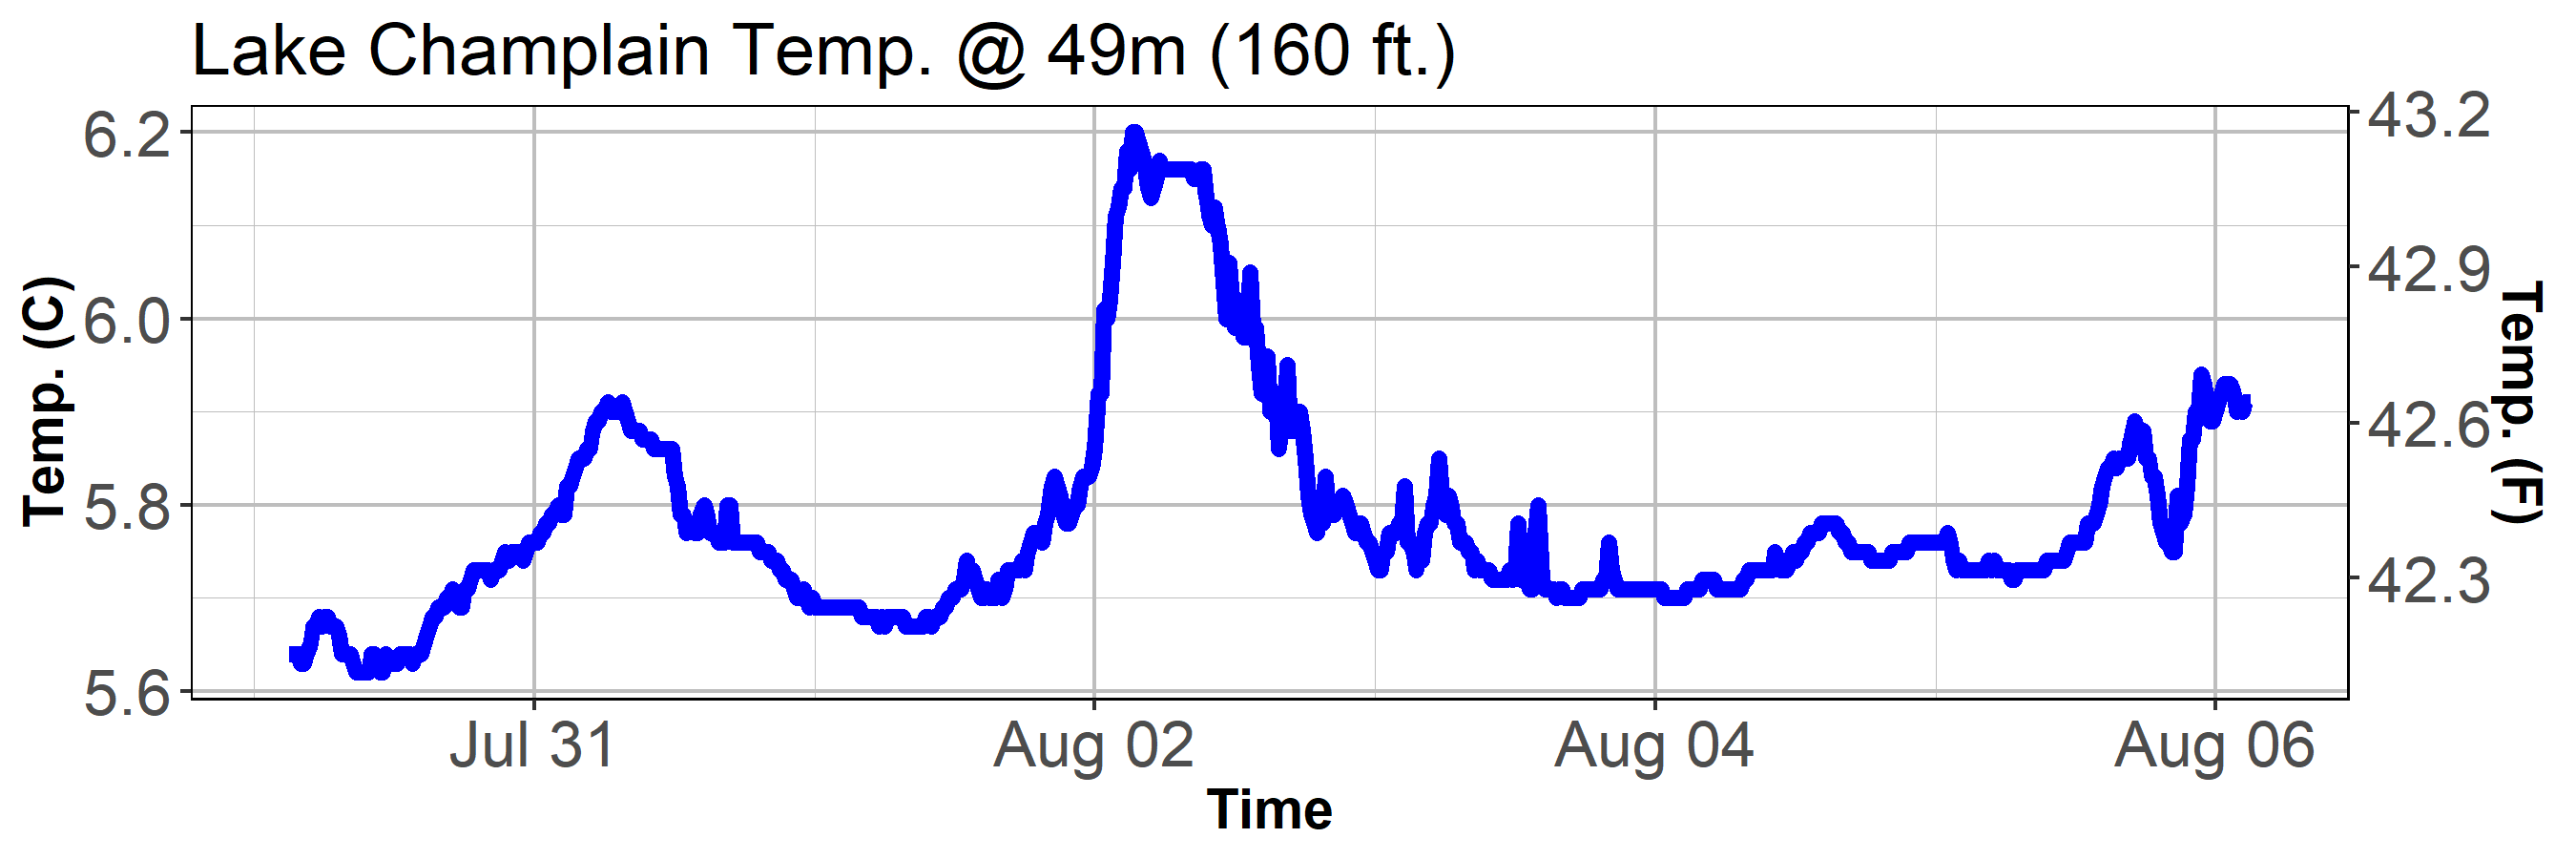 Lake Champlain Temp. @ 49m (160 ft.)
6.2
6.0
5.8
5.6
Temp. (C)
43.2
42.9
42.6
42.3
Temp. (F)
Jul 31
Aug 02
Aug 04
Aug 06
Time